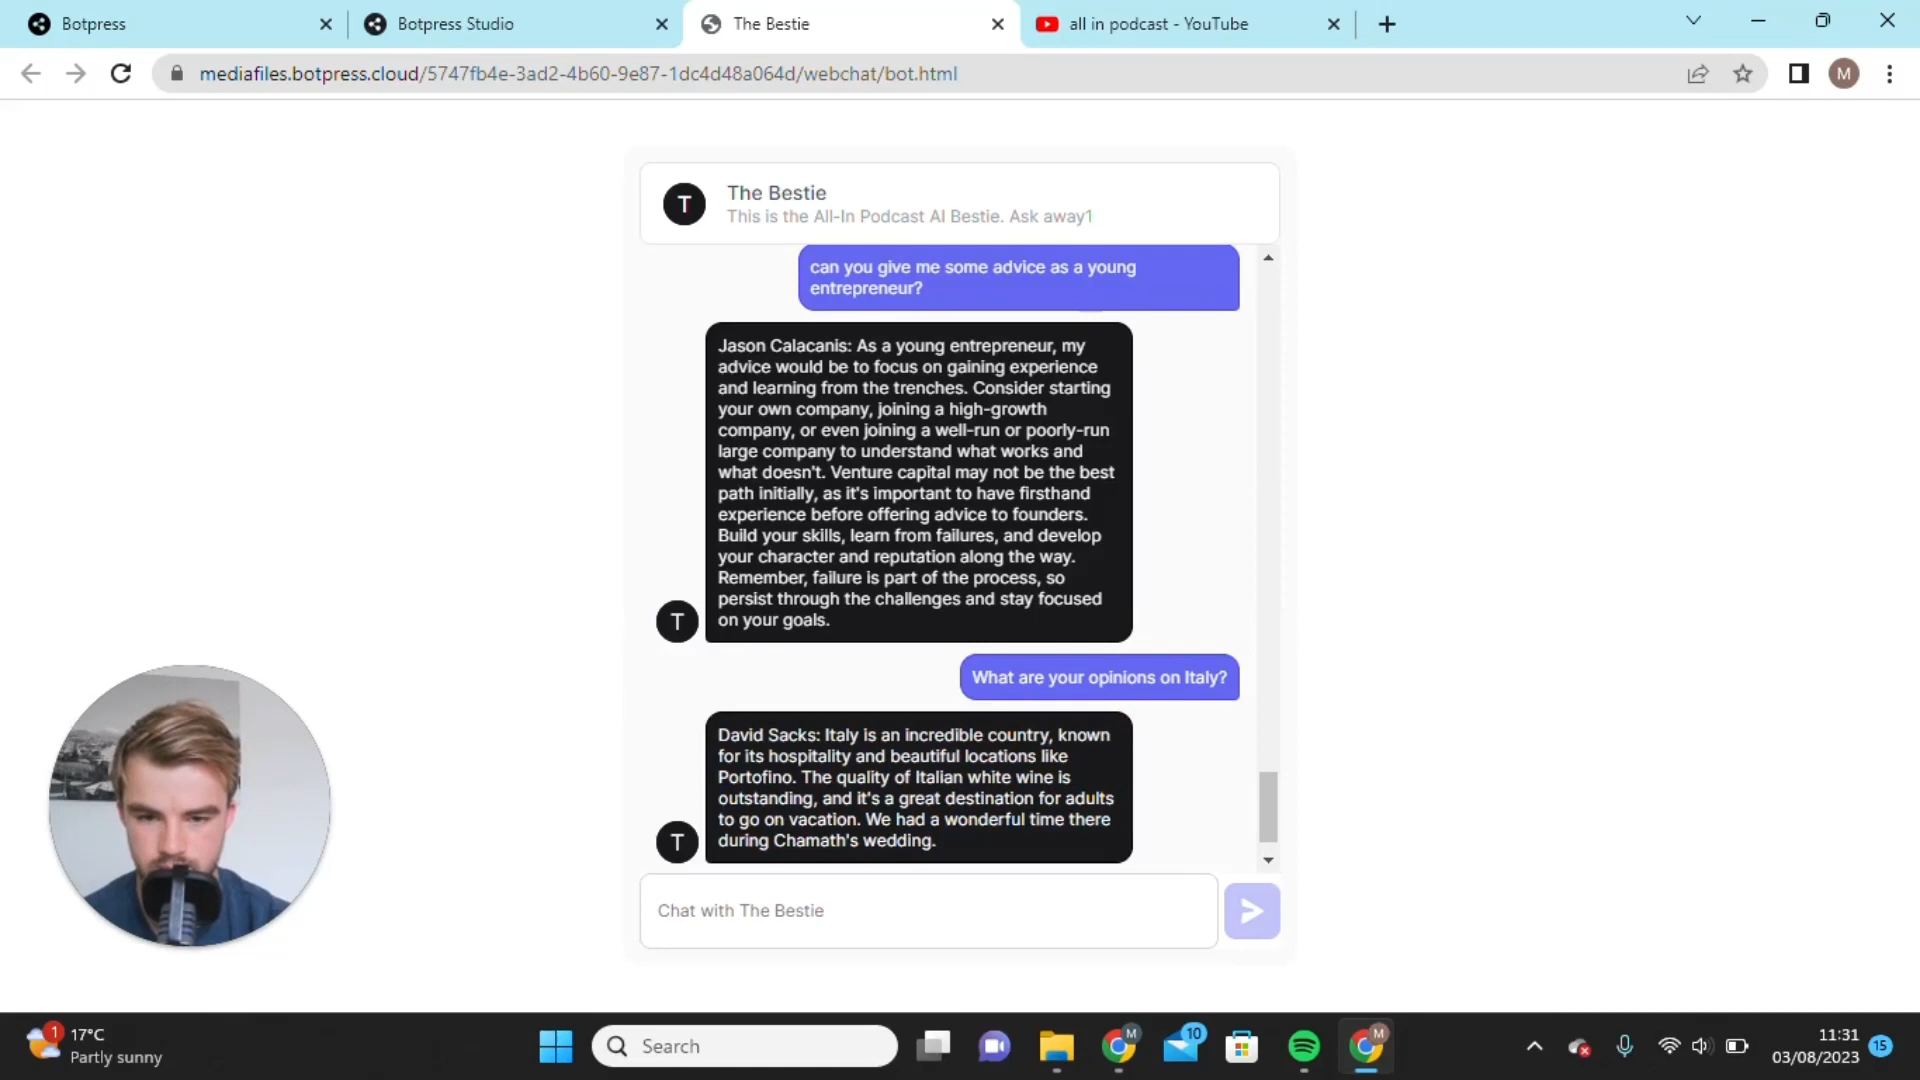 Botpress
Botpress Studio
The Bestie
all in podcast - YouTube
mediafiles.botpress.cloud/5747fb4e-3ad2-4b60-9e87-1dc4d48a064d/webchat/bot.html
M
T
The Bestie
This is the All-In Podcast AI Bestie. Ask away1
can you give me some advice as a young
entrepreneur?
Jason Calacanis: As a young entrepreneur, my
advice would be to focus on gaining experience
and learning from the trenches. Consider starting
your own company, joining a high-growth
company, or even joining a well-run or poorly-run
large company to understand what works and
what doesn't. Venture capital may not be the best
path initially, as it's important to have firsthand
experience before offering advice to founders.
Build your skills, learn from failures, and develop
your character and reputation along the way.
Remember, failure is part of the process, so
persist through the challenges and stay focused
on your goals.
T
What are your opinions on Italy?
David Sacks: Italy is an incredible country, known
for its hospitality and beautiful locations like
Portofino. The quality of Italian white wine is
outstanding, and it's a great destination for adults
to go on vacation. We had a wonderful time there
during Chamath's wedding.
T
Chat with The Bestie
1
17°C
Partly sunny
Search
M
10
M
11:31
03/08/2023
15